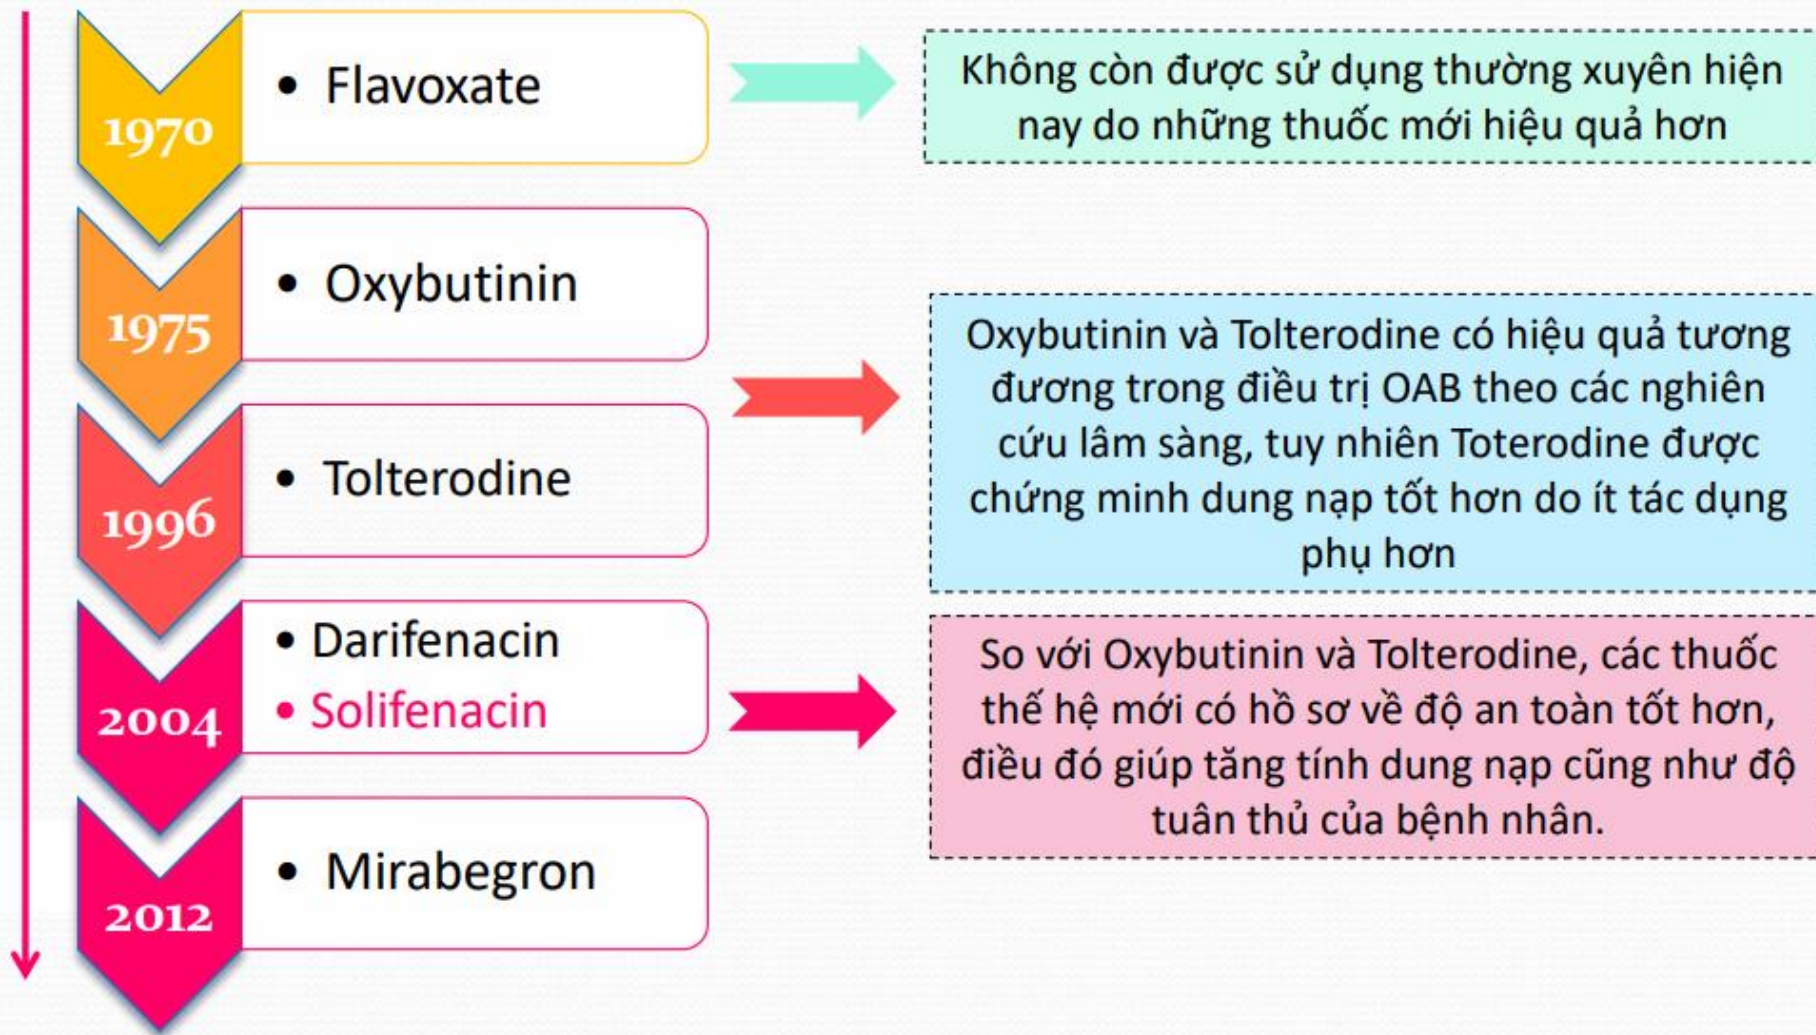 1970
• Flavoxate
Không còn được sử dụng thường xuyên hiện
nay do những thuốc mới hiệu quả hơn
1975
• Oxybutinin
1996
• Tolterodine
Oxybutinin và Tolterodine có hiệu quả tương
đương trong điều trị OAB theo các nghiên
cứu lâm sàng, tuy nhiên Toterodine được
chứng minh dung nạp tốt hơn do ít tác dụng
phụ hơn
2004
• Darifenacin
• Solifenacin
So với Oxybutinin và Tolterodine, các thuốc
thế hệ mới có hồ sơ về độ an toàn tốt hơn,
điều đó giúp tăng tính dung nạp cũng như độ
tuân thủ của bệnh nhân.
2012
• Mirabegron